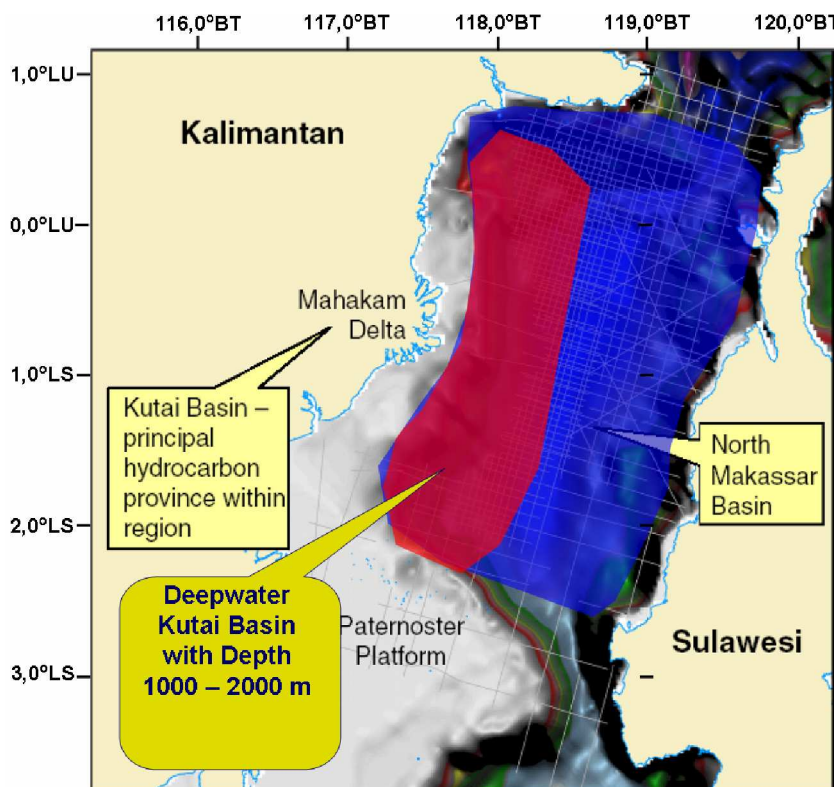 116,0°BT 117,0°BT 118,0°BT 119,0°BT 120,0°BT
1,0°LU
Kalimantan
0,0°LU
Mahakam
Delta
1,0°LS
Kutai Basin –
principal
hydrocarbon
province within
region
North
Makassar
Basin
2,0°LS
Deepwater
Kutai Basin
with Depth
1000 – 2000 m
Paternoster
Platform
Sulawesi
3,0°LS